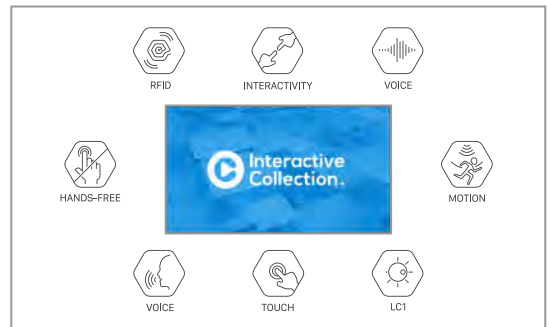 RFID
INTERACTIVITY
VOICE
Interactive
Collection.
HANDS-FREE
MOTION
VOICE
TOUCH
LC1